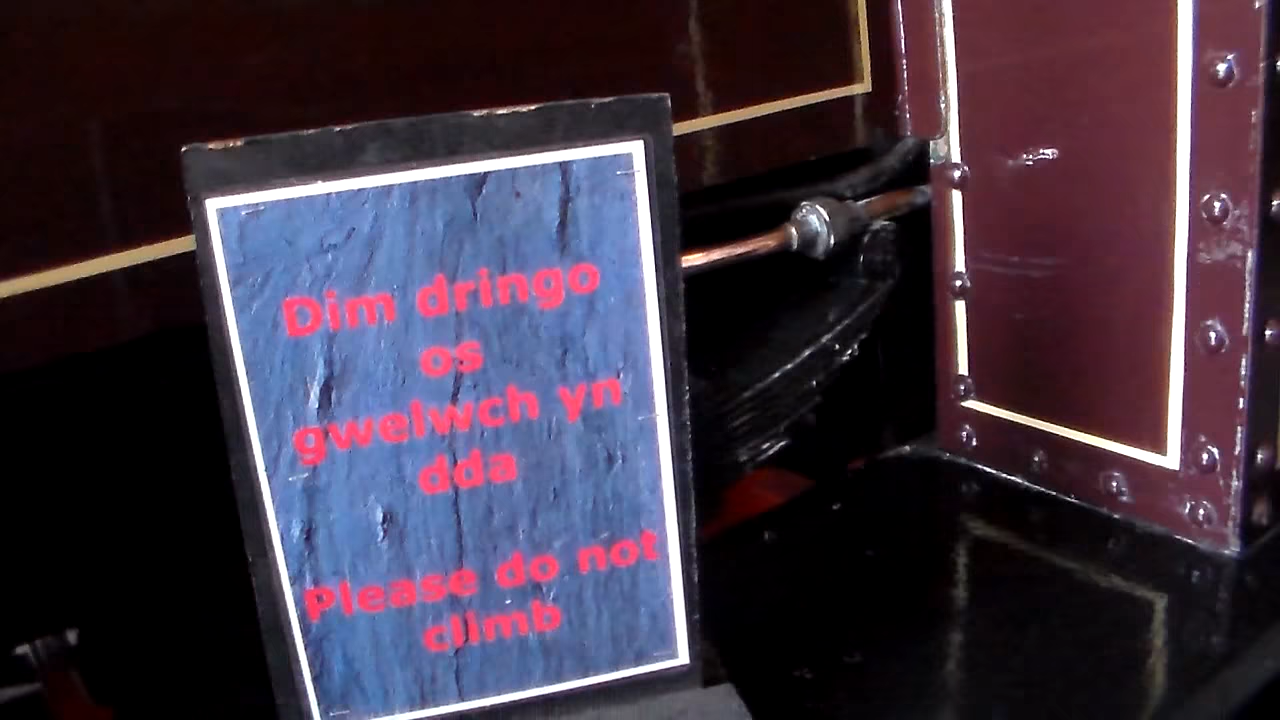 Dim dringo
os
gwelwch yn
dda
Please do not
climb